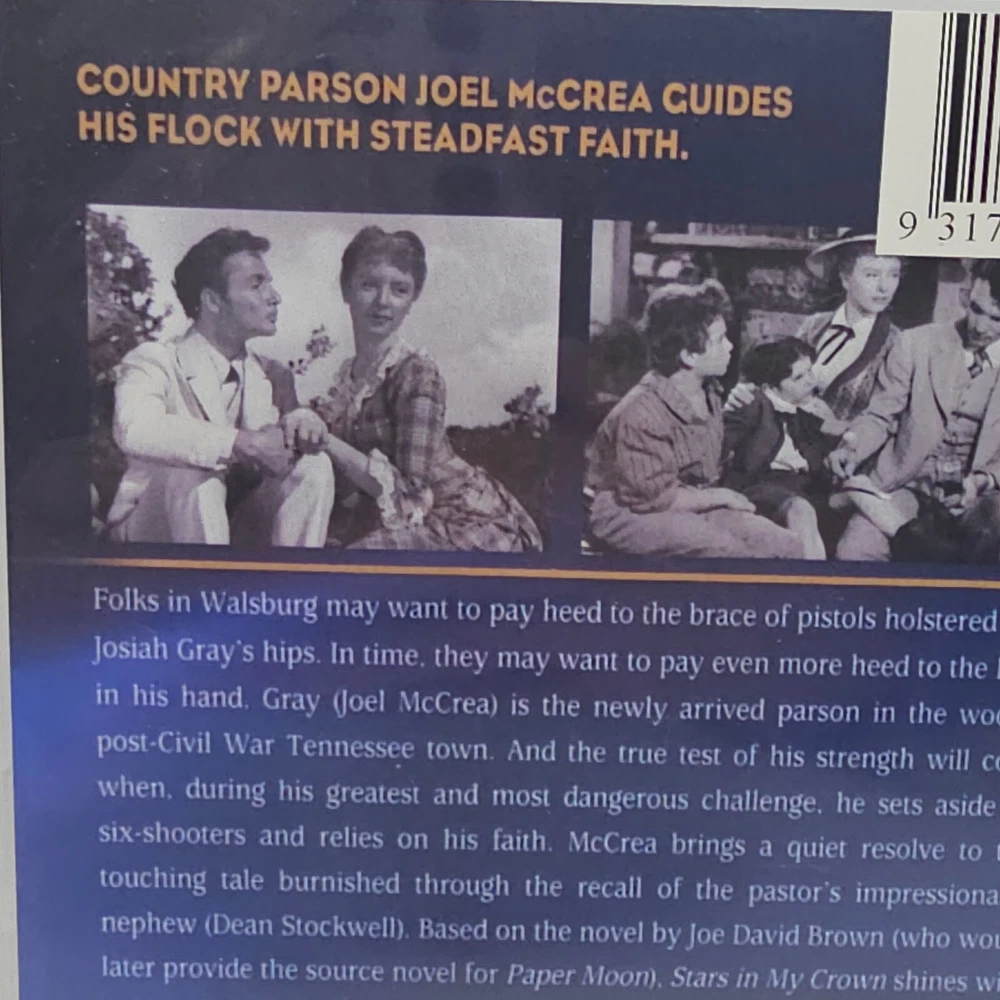 COUNTRY PARSON JOEL McCREA GUIDES
HIS FLOCK WITH STEADFAST FAITH.
9 317
Folks in Walsburg may want to pay heed to the brace of pistols holstered
Josiah Gray's hips. In time, they may want to pay even more heed to the
in his hand. Gray (Joel McCrea) is the newly arrived parson in the
post-Civil War Tennessee town. And the true test of his strength will
when, during his greatest and most dangerous challenge, he sets aside
six-shooters and relies on his faith. McCrea brings a quiet resolve to
touching tale burnished through the recall of the pastor's
nephew (Dean Stockwell). Based on the novel by Joe David Brown (who
later provide the source novel for Paper Moon), Stars in My Crown shines